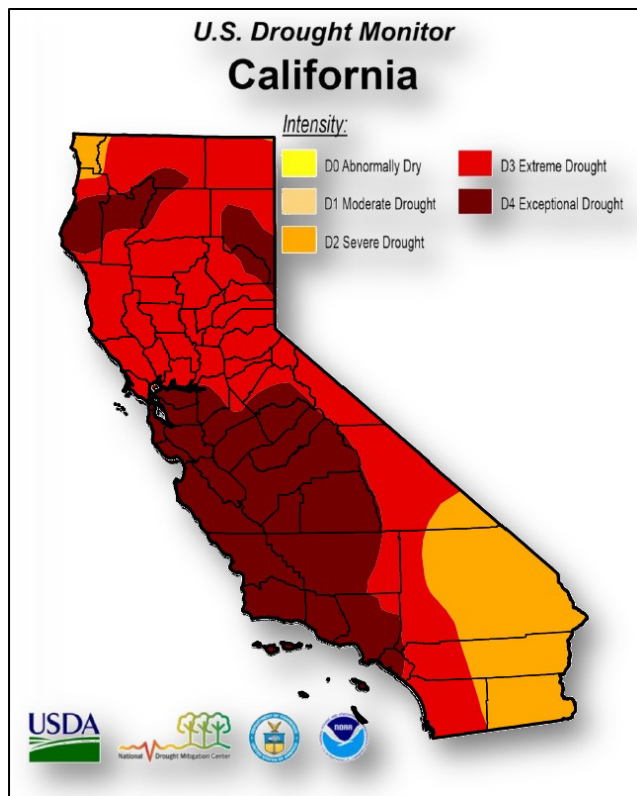 U.S. Drought Monitor
California
Intensity:
D0 Abnormally Dry
D1 Moderate Drought
D2 Severe Drought
D3 Extreme Drought
D4 Exceptional Drought
USDA
National Drought Mitigation Center
NOAA